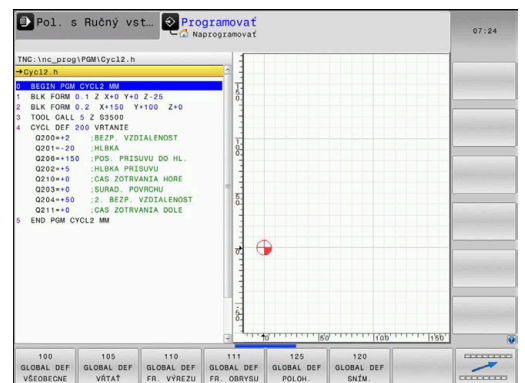 Pol. s Ručný vst…
Programovať
Naprogramovať
07:24
TNC:\nc_prog\PGM\Cycl2.h
→Cycl2.h
0 BEGIN PGM CYCL2 MM
1 BLK FORM 0.1 Z X+0 Y+0 Z-25
2 BLK FORM 0.2 X+150 Y+100 Z+0
3 TOOL CALL 5 Z S3500
4 CYCL DEF 200 VRTANIE
Q200=+2 ;BEZP. VZDIALENOST
Q201=-20 ;HLBKA
Q206=+150 ;POS. PRISUVU DO HL.
Q202=+5 ;HLBKA PRISUVU
Q210=+0 ;CAS ZOTRVANIA HORE
Q203=+0 ;SURAD. POVRCHU
Q204=+50 ;2. BEZP. VZDIALENOST
Q211=+0 ;CAS ZOTRVANIA DOLE
5 END PGM CYCL2 MM
150
100
50
0
-50
0 50 100 150
100 GLOBAL DEF VŠEOBECNE
105 GLOBAL DEF VŔTAŤ
110 GLOBAL DEF FR. VÝREZU
111 GLOBAL DEF FR. OBRYSU
125 GLOBAL DEF POLOH.
120 GLOBAL DEF SNÍM.